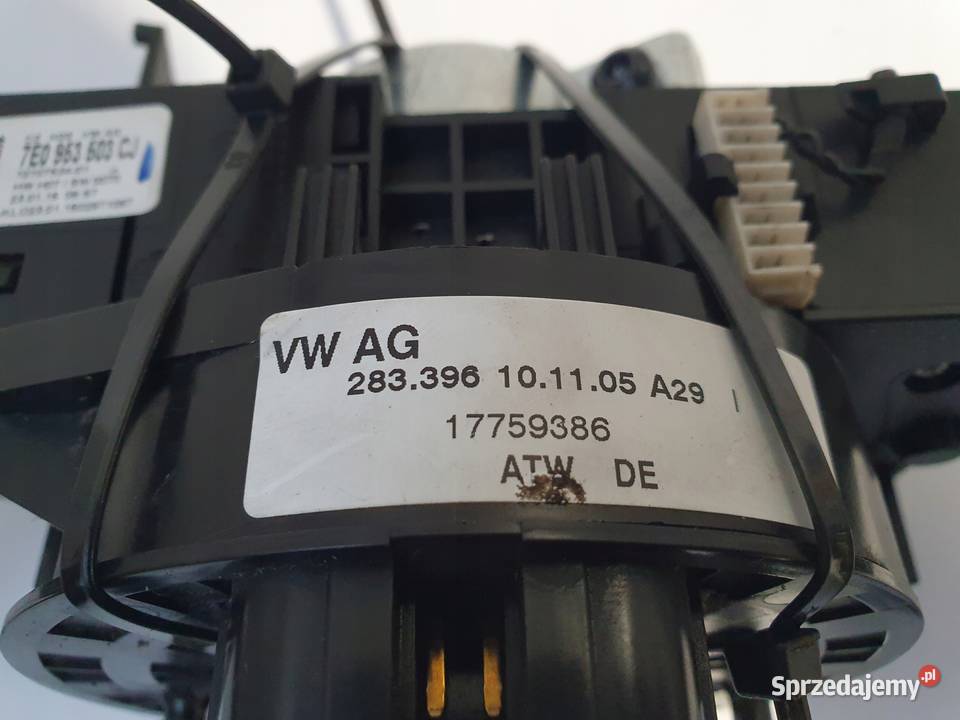 7E0 953 503 CJ
VW AG
283.396 10.11.05 A29
17759386
ATW DE
Sprzedajemy.pl